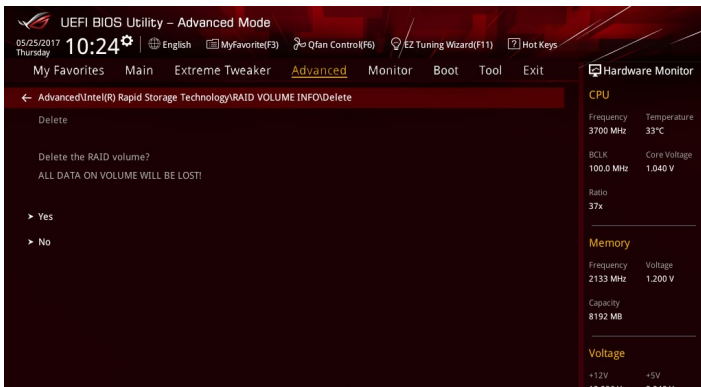 UEFI BIOS Utility – Advanced Mode
05/25/2017 Thursday 10:24 English MyFavorite(F3) Qfan Control(F6) EZ Tuning Wizard(F11) ? Hot Keys
My Favorites Main Extreme Tweaker Advanced Monitor Boot Tool Exit
Hardware Monitor
← Advanced\Intel(R) Rapid Storage Technology\RAID VOLUME INFO\Delete
Delete
Delete the RAID volume?
ALL DATA ON VOLUME WILL BE LOST!
> Yes
> No
CPU
Frequency Temperature
3700 MHz 33°C
BCLK Core Voltage
100.0 MHz 1.040 V
Ratio
37x
Memory
Frequency Voltage
2133 MHz 1.200 V
Capacity
8192 MB
Voltage
+12V +5V